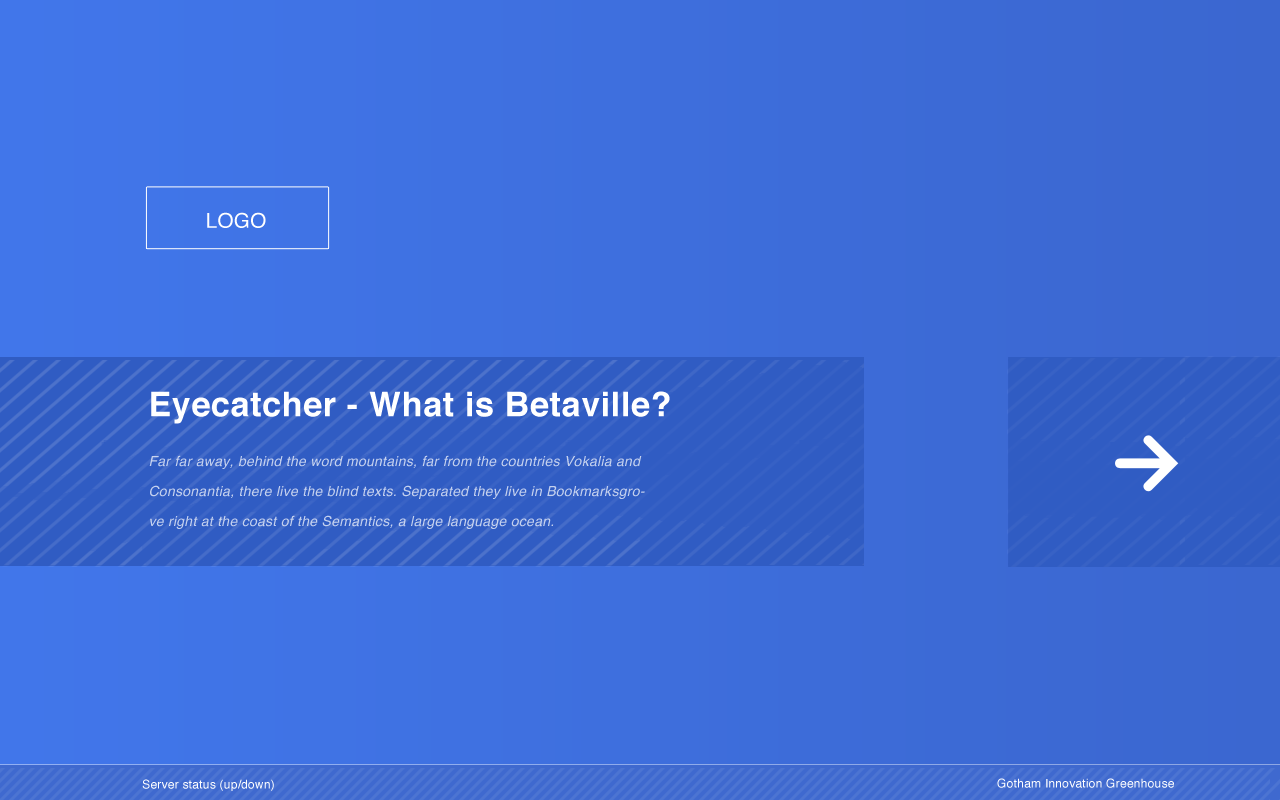 LOGO
Eyecatcher - What is Betaville?
Far far away, behind the word mountains, far from the countries Vokalia and
Consonantia, there live the blind texts. Separated they live in Bookmarksgro-
ve right at the coast of the Semantics, a large language ocean.
Server status (up/down)
Gotham Innovation Greenhouse